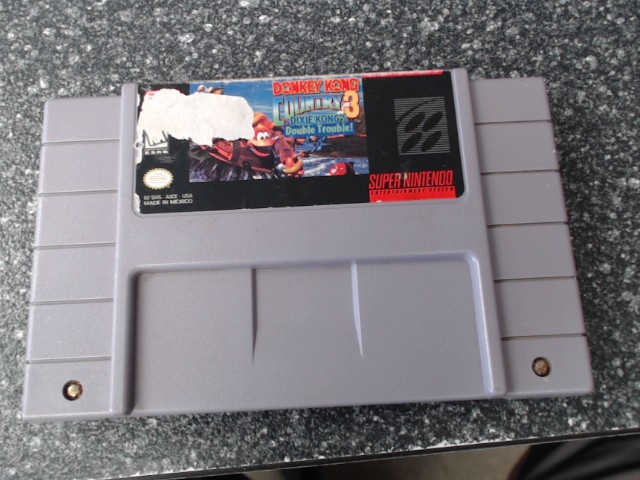 DONKEY KONG
COUNTRY 3
DIXIE KONG'S
Double Trouble!
SUPER NINTENDO
ENTERTAINMENT SYSTEM
MADE IN MEXICO